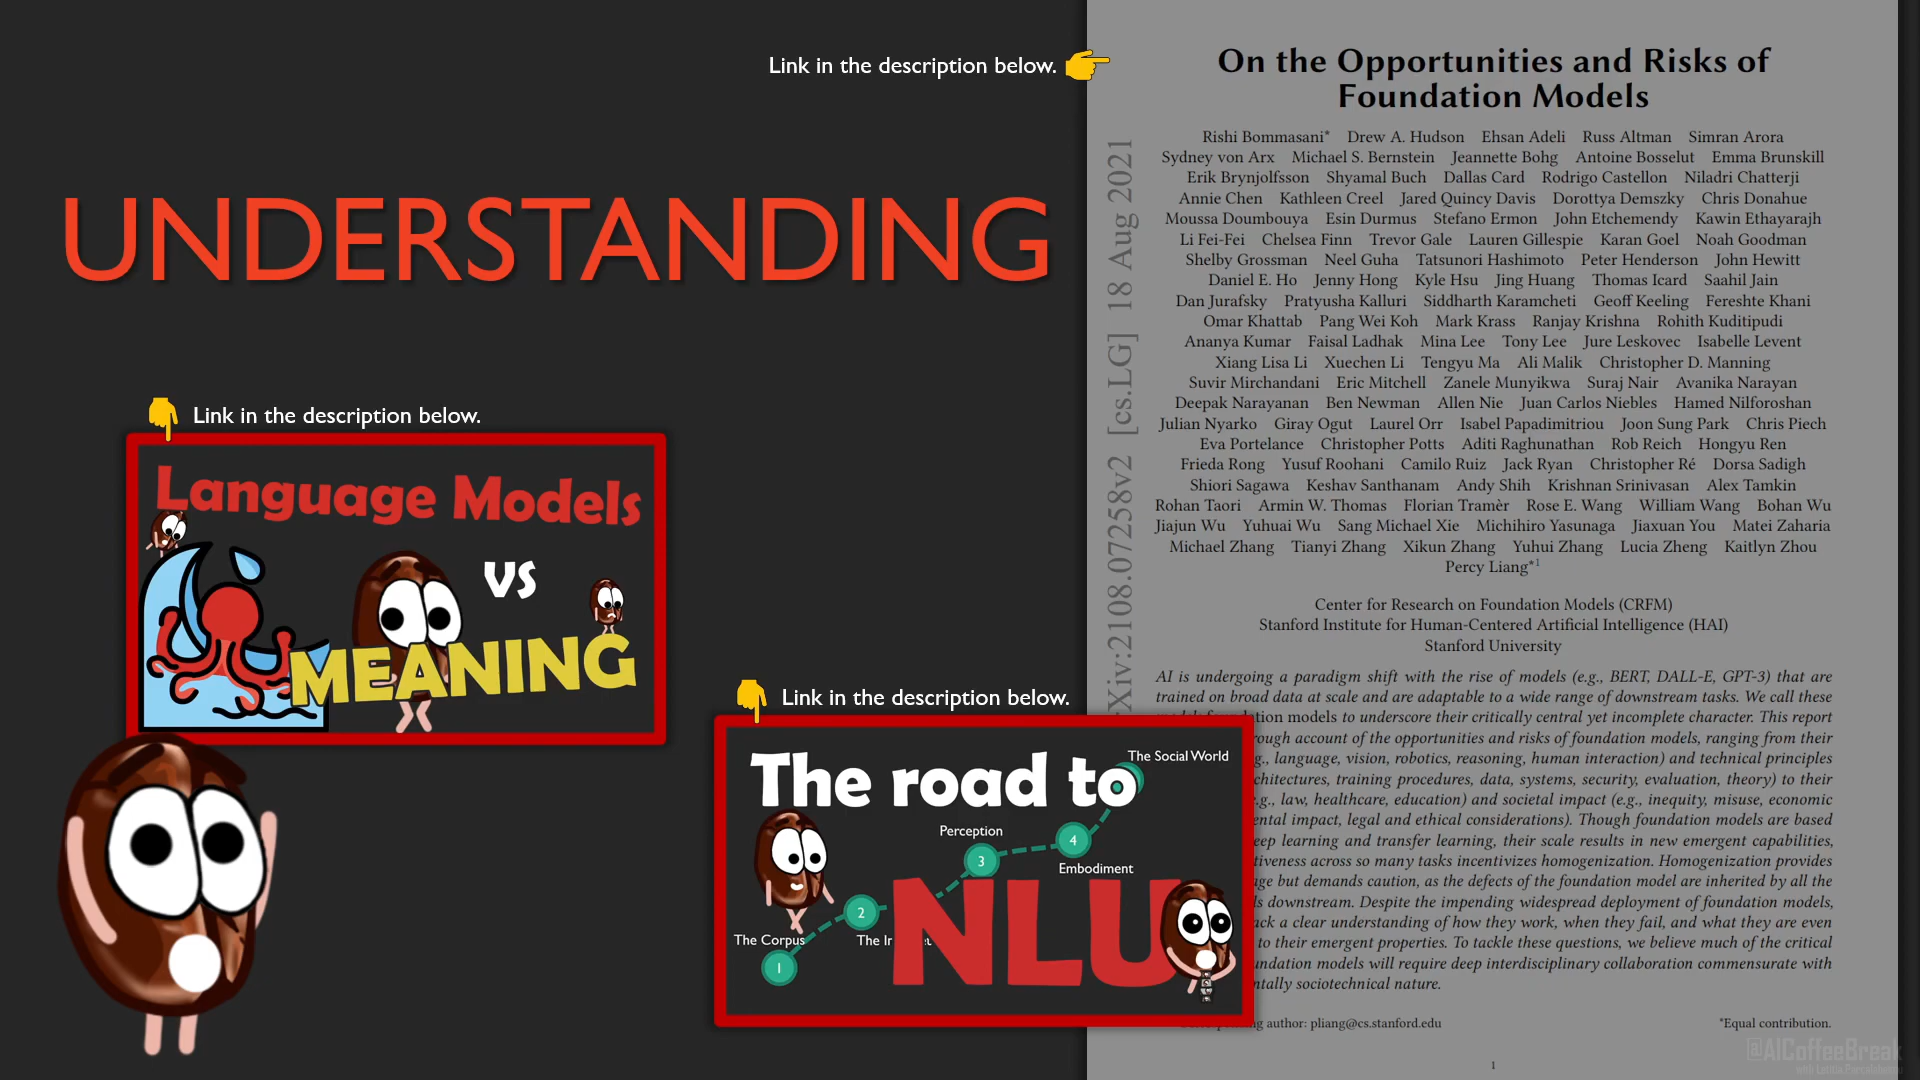 Link in the description below.
UNDERSTANDING
Link in the description below.
Language Models
vs
MEANING
Link in the description below.
The road to
The Social World
Perception
3
4
Embodiment
2
NLU
The Corpus
The
1
On the Opportunities and Risks of
Foundation Models
Rishi Bommasani* Drew A. Hudson Ehsan Adeli Russ Altman Simran Arora
Sydney von Arx Michael S. Bernstein Jeannette Bohg Antoine Bosselut Emma Brunskill
Erik Brynjolfsson Shyamal Buch Dallas Card Rodrigo Castellon Niladri Chatterji
Annie Chen Kathleen Creel Jared Quincy Davis Dorottya Demszky Chris Donahue
Moussa Doumbouya Esin Durmus Stefano Ermon John Etchemendy Kawin Ethayarajh
Li Fei-Fei Chelsea Finn Trevor Gale Lauren Gillespie Karan Goel Noah Goodman
Shelby Grossman Neel Guha Tatsunori Hashimoto Peter Henderson John Hewitt
Daniel E. Ho Jenny Hong Kyle Hsu Jing Huang Thomas Icard Saahil Jain
Dan Jurafsky Pratyusha Kalluri Siddharth Karamcheti Geoff Keeling Fereshte Khani
Omar Khattab Pang Wei Koh Mark Krass Ranjay Krishna Rohith Kuditipudi
Ananya Kumar Faisal Ladhak Mina Lee Tony Lee Jure Leskovec Isabelle Levent
Xiang Lisa Li Xuechen Li Tengyu Ma Ali Malik Christopher D. Manning
Suvir Mirchandani Eric Mitchell Zanele Munyikwa Suraj Nair Avanika Narayan
Deepak Narayanan Ben Newman Allen Nie Juan Carlos Niebles Hamed Nilforoshan
Julian Nyarko Giray Ogut Laurel Orr Isabel Papadimitriou Joon Sung Park Chris Piech
Eva Portelance Christopher Potts Aditi Raghunathan Rob Reich Hongyu Ren
Frieda Rong Yusuf Roohani Camilo Ruiz Jack Ryan Christopher Ré Dorsa Sadigh
Shiori Sagawa Keshav Santhanam Andy Shih Krishnan Srinivasan Alex Tamkin
Rohan Taori Armin W. Thomas Florian Tramèr Rose E. Wang William Wang Bohan Wu
Jiajun Wu Yuhuai Wu Sang Michael Xie Michihiro Yasunaga Jiaxuan You Matei Zaharia
Michael Zhang Tianyi Zhang Xikun Zhang Yuhui Zhang Lucia Zheng Kaitlyn Zhou
Percy Liang*1
Center for Research on Foundation Models (CRFM)
Stanford Institute for Human-Centered Artificial Intelligence (HAI)
Stanford University
AI is undergoing a paradigm shift with the rise of models (e.g., BERT, DALL-E, GPT-3) that are
trained on broad data at scale and are adaptable to a wide range of downstream tasks. We call these
models to underscore their critically central yet incomplete character. This report
account of the opportunities and risks of foundation models, ranging from their
language, vision, robotics, reasoning, human interaction) and technical principles
training procedures, data, systems, security, evaluation, theory) to their
law, healthcare, education) and societal impact (e.g., inequity, misuse, economic
impact, legal and ethical considerations). Though foundation models are based
learning and transfer learning, their scale results in new emergent capabilities,
across so many tasks incentivizes homogenization. Homogenization provides
but demands caution, as the defects of the foundation model are inherited by all the
downstream. Despite the impending widespread deployment of foundation models,
a clear understanding of how they work, when they fail, and what they are even
to their emergent properties. To tackle these questions, we believe much of the critical
models will require deep interdisciplinary collaboration commensurate with
sociotechnical nature.
author: pliang@cs.stanford.edu
*Equal contribution.
1
Xiv:2108.07258v2 [cs.LG] 18 Aug 2021
@AICoffeeBreak